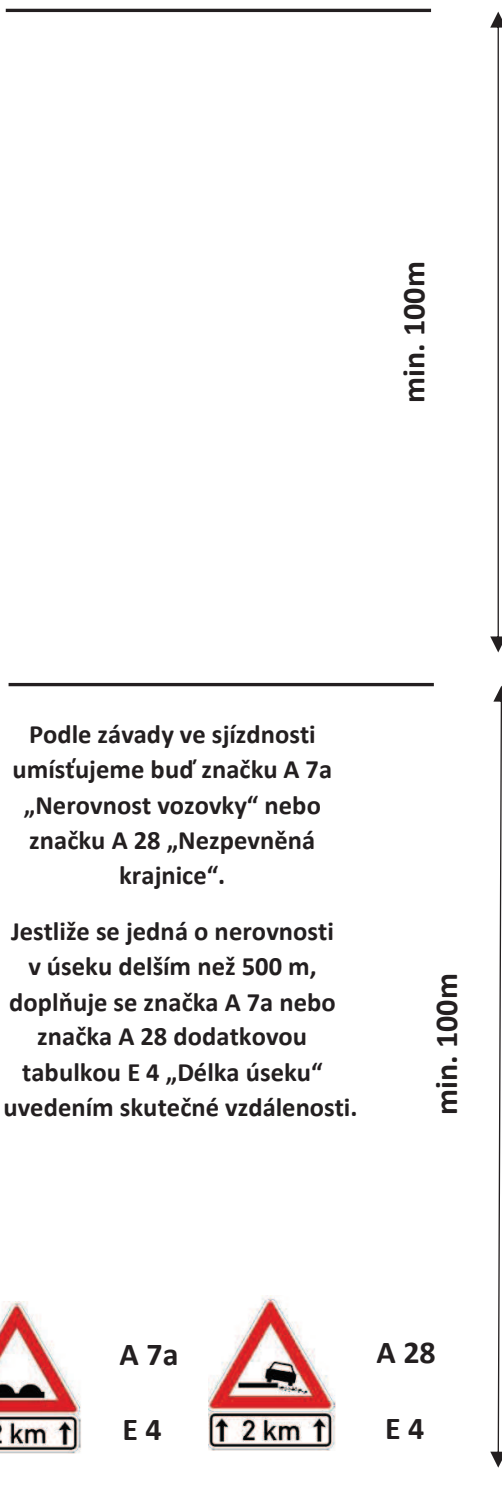 min. 100m
Podle závady ve sjízdnosti
umísťujeme buď značku A 7a
„Nerovnost vozovky“ nebo
značku A 28 „Nezpevněná
krajnice“.
Jestliže se jedná o nerovnosti
v úseku delším než 500 m,
doplňuje se značka A 7a nebo
značka A 28 dodatkovou
tabulkou E 4 „Délka úseku“
uvedením skutečné vzdálenosti.
min. 100m
A 7a
A 28
km ↑
E 4
↑ 2 km ↑
E 4